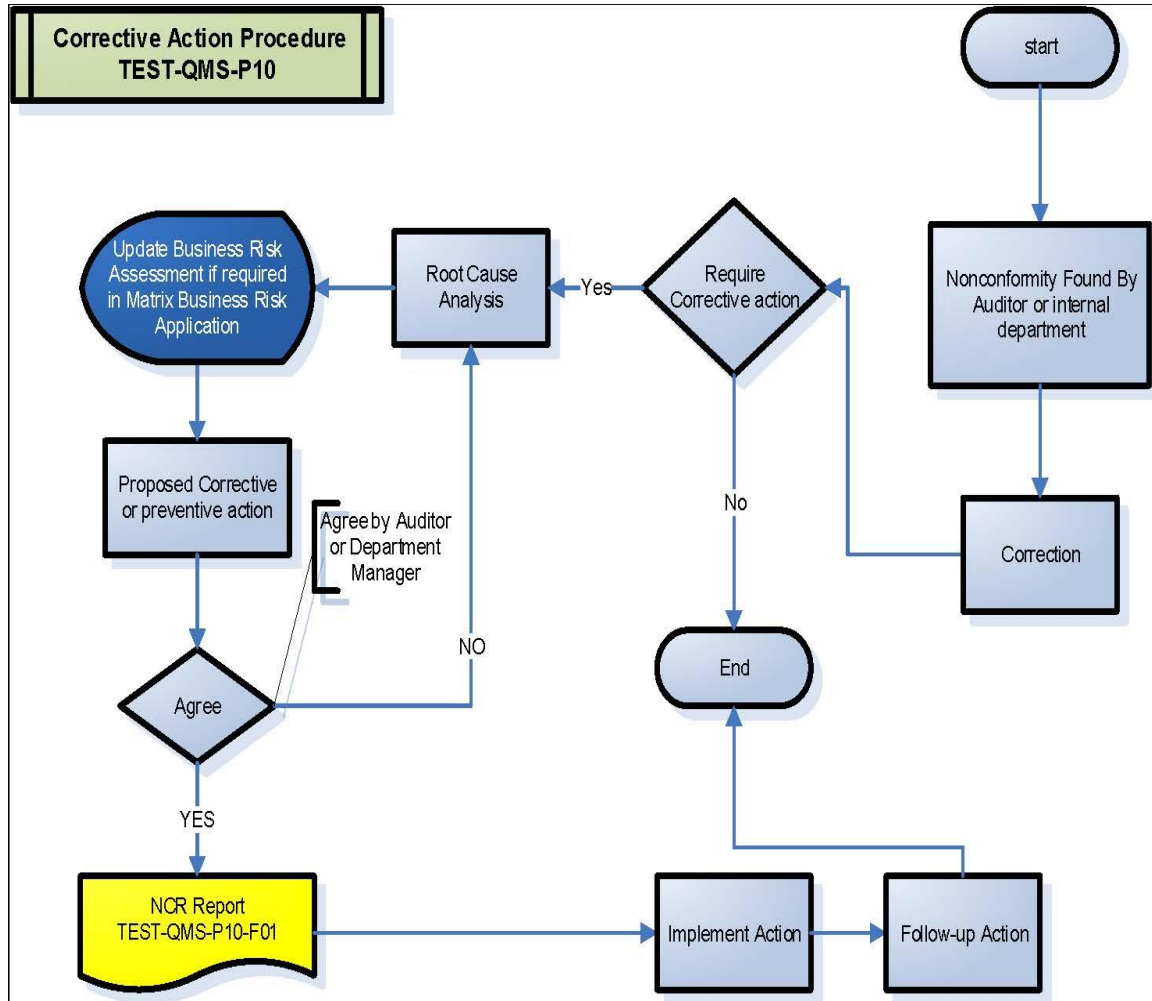 Corrective Action Procedure
TEST-QMS-P10
start
Nonconformity Found By
Auditor or internal
department
Correction
Require
Corrective action
Yes
No
Root Cause
Analysis
Update Business Risk
Assessment if required
in Matrix Business Risk
Application
Proposed Corrective
or preventive action
Agree by Auditor
or Department
Manager
Agree
NO
YES
NCR Report
TEST-QMS-P10-F01
Implement Action
Follow-up Action
End